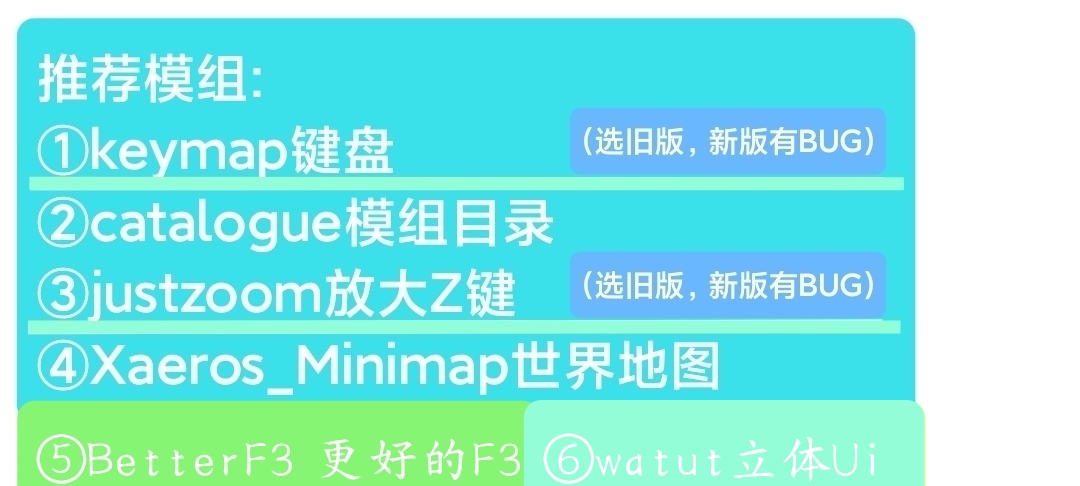 推荐模组:
①keymap键盘 (选旧版，新版有BUG)
②catalogue模组目录
③justzoom放大Z键 (选旧版，新版有BUG)
④Xaeros_Minimap世界地图
⑤BetterF3 更好的F3 ⑥watut立体Ui